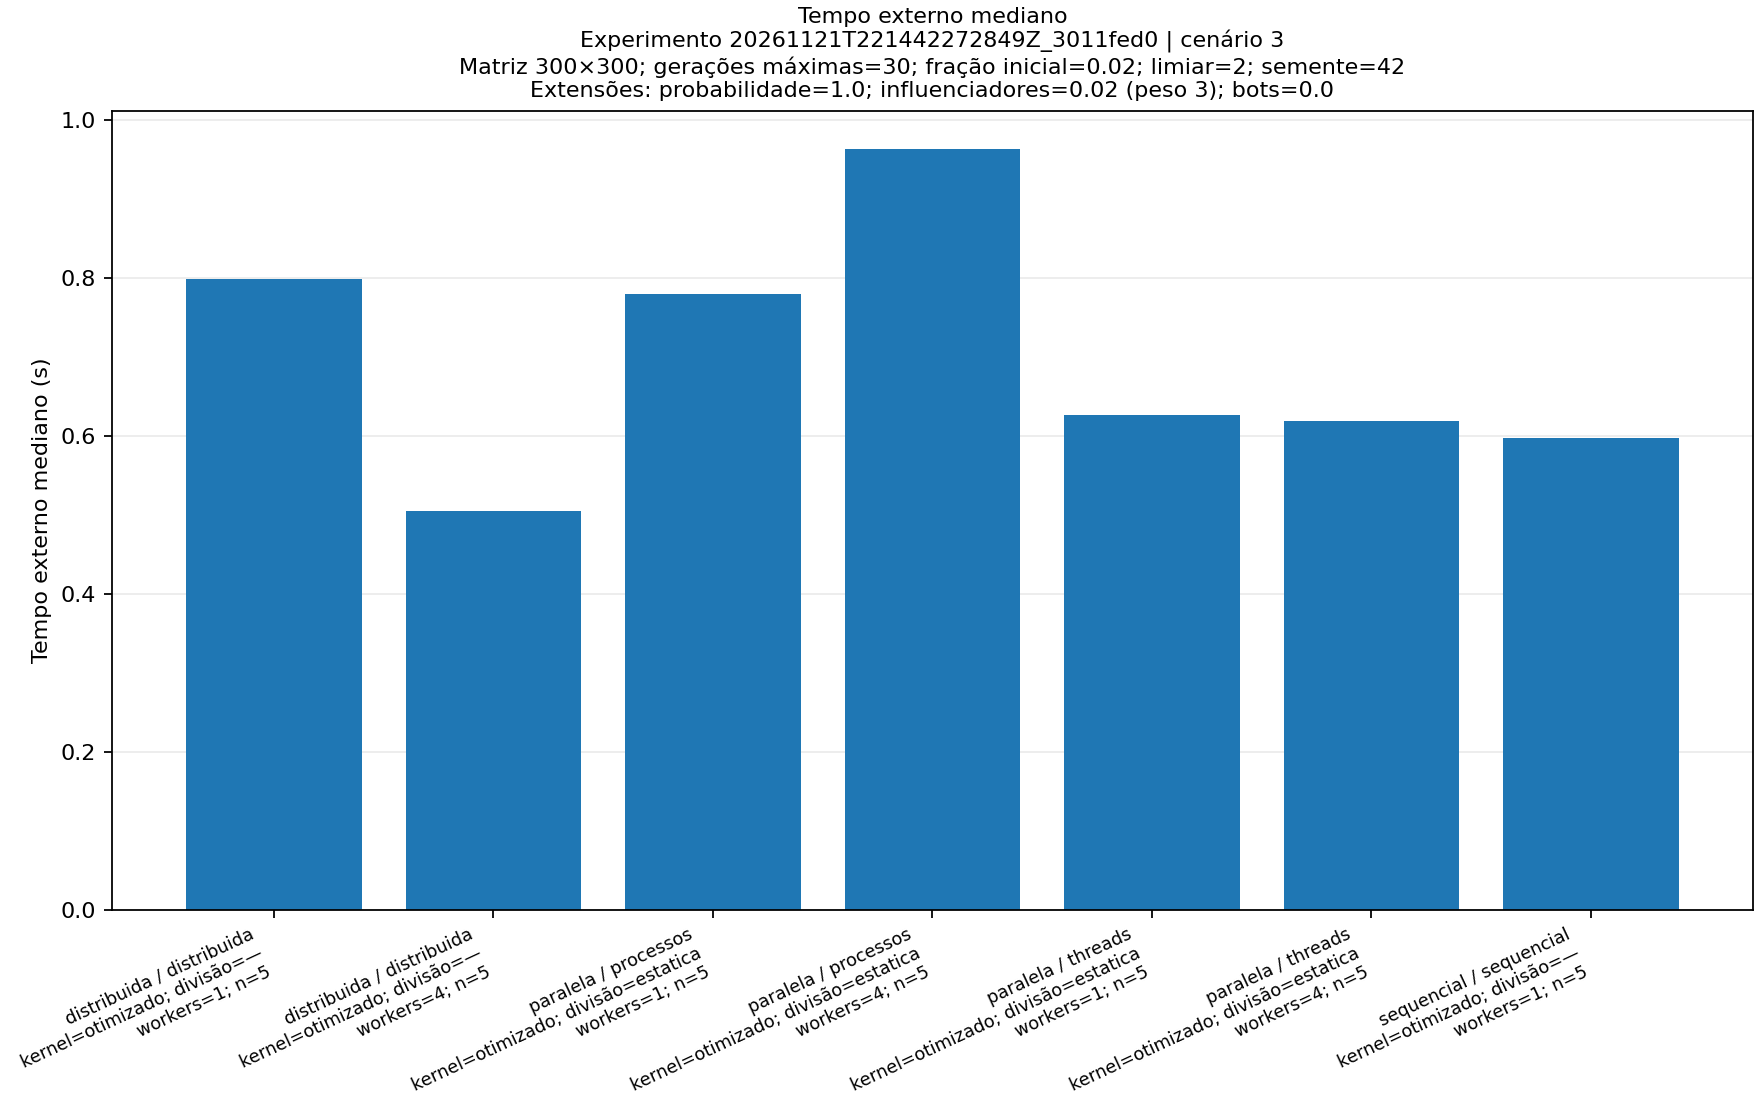 Tempo externo mediano
Experimento 20261121T221442272849Z_3011fed0 | cenário 3
Matriz 300×300; gerações máximas=30; fração inicial=0.02; limiar=2; semente=42
Extensões: probabilidade=1.0; influenciadores=0.02 (peso 3); bots=0.0
Tempo externo mediano (s)
1.0
0.8
0.6
0.4
0.2
0.0
distribuida / distribuida
kernel=otimizado; divisão=—
workers=1; n=5
distribuida / distribuida
kernel=otimizado; divisão=—
workers=4; n=5
paralela / processos
kernel=otimizado; divisão=estatica
workers=1; n=5
paralela / processos
kernel=otimizado; divisão=estatica
workers=4; n=5
paralela / threads
kernel=otimizado; divisão=estatica
workers=1; n=5
paralela / threads
kernel=otimizado; divisão=estatica
workers=4; n=5
sequencial / sequencial
kernel=otimizado; divisão=—
workers=1; n=5